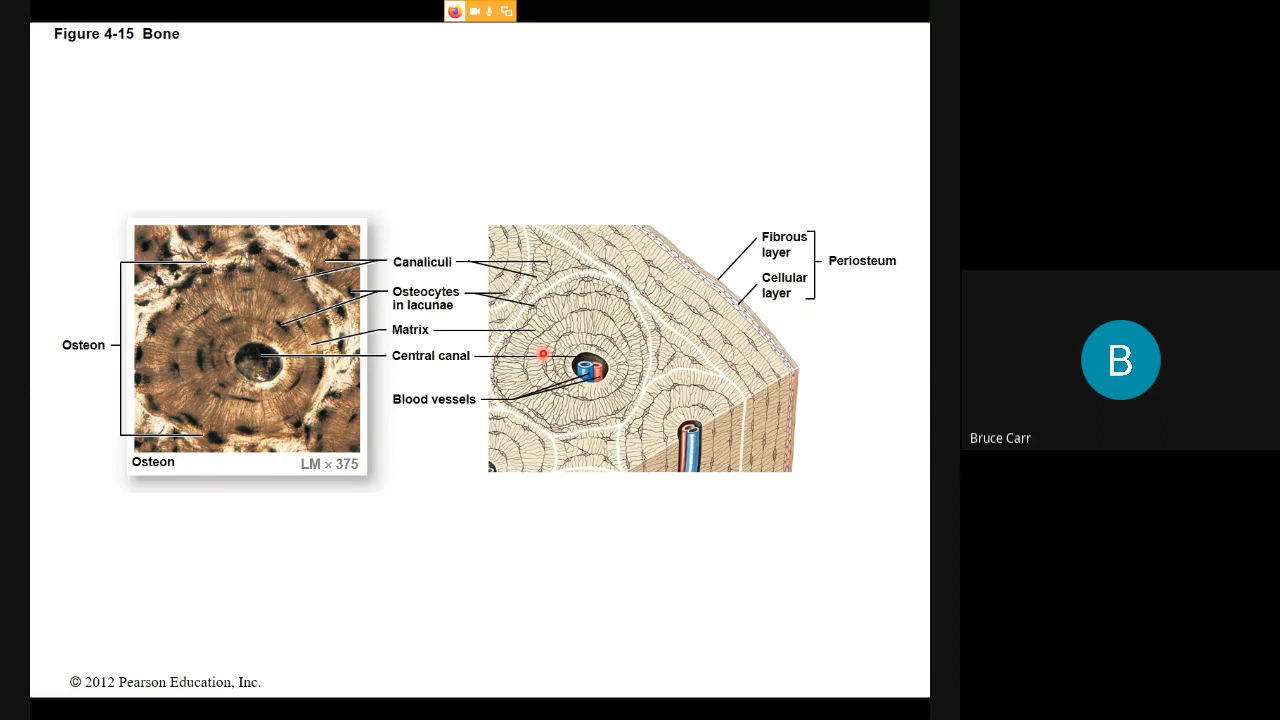 Figure 4-15 Bone
Fibrous
layer
Cellular
layer
Periosteum
Canaliculi
Osteocytes
in lacunae
Matrix
Central canal
Blood vessels
Osteon
Osteon
LM × 375
© 2012 Pearson Education, Inc.
B
Bruce Carr